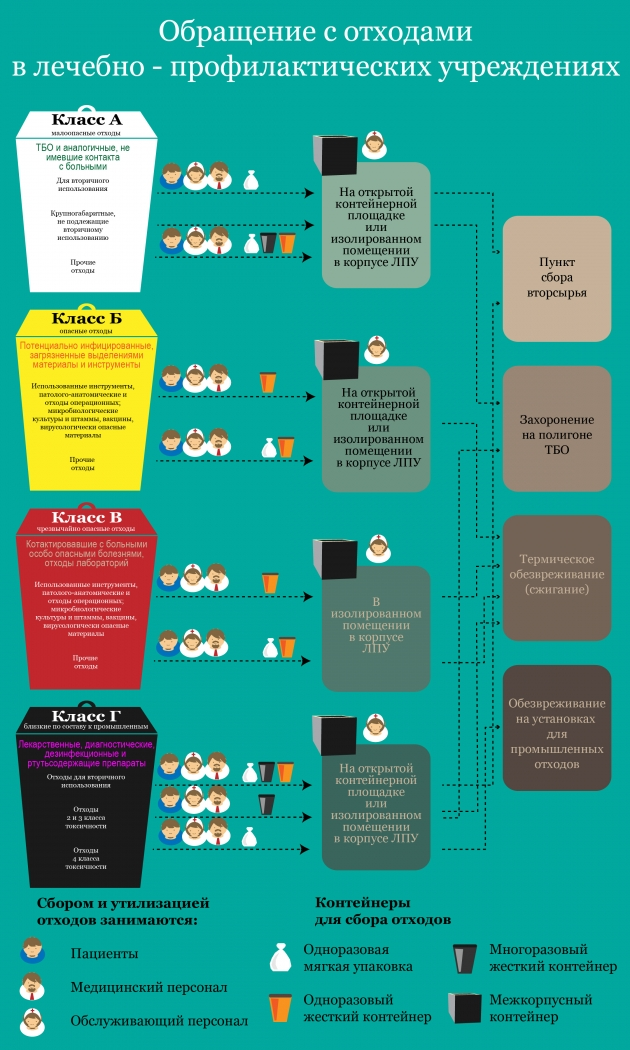 Обращение с отходами
в лечебно - профилактических учреждениях
Класс А
малоопасные отходы
ТБО и аналогичные, не
имевшие контакта
с больными
Для вторичного
использования
Крупногабаритные,
не подлежащие
вторичному
использованию
Прочие
отходы
На открытой
контейнерной
площадке
или
изолированном
помещении
в корпусе ЛПУ
Пункт
сбора
вторсырья
Класс Б
опасные отходы
Потенциально инфицированные,
загрязненные выделениями
материалы и инструменты
Использованные инструменты,
патолого-анатомические и
отходы операционных;
микробиологические
культуры и штаммы, вакцины,
вирусологически опасные
материалы
Прочие
отходы
На открытой
контейнерной
площадке
или
изолированном
помещении
в корпусе ЛПУ
Захоронение
на полигоне
ТБО
Класс В
чрезвычайно опасные отходы
Котактировавшие с больными
особо опасными болезнями,
отходы лабораторий
Использованные инструменты,
патолого-анатомические и
отходы операционных;
микробиологические
культуры и штаммы, вакцины,
вирусологически опасные
материалы
Прочие
отходы
В
изолированном
помещении
в корпусе
ЛПУ
Термическое
обезвреживание
(сжигание)
Класс Г
близкие по составу к промышленным
Лекарственные, диагностические,
дезинфекционные и
ртутьсодержащие препараты
Отходы для вторичного
использования
Отходы
2 и 3 класса
токсичности
Отходы
4 класса
токсичности
На открытой
контейнерной
площадке
или
изолированном
помещении
в корпусе ЛПУ
Обезвреживание
на установках
для
промышленных
отходов
Сбором и утилизацией
отходов занимаются:
Пациенты
Медицинский персонал
Обслуживающий персонал
Контейнеры
для сбора отходов
Одноразовая
мягкая упаковка
Одноразовый
жесткий контейнер
Многоразовый
жесткий контейнер
Межкорпусный
контейнер